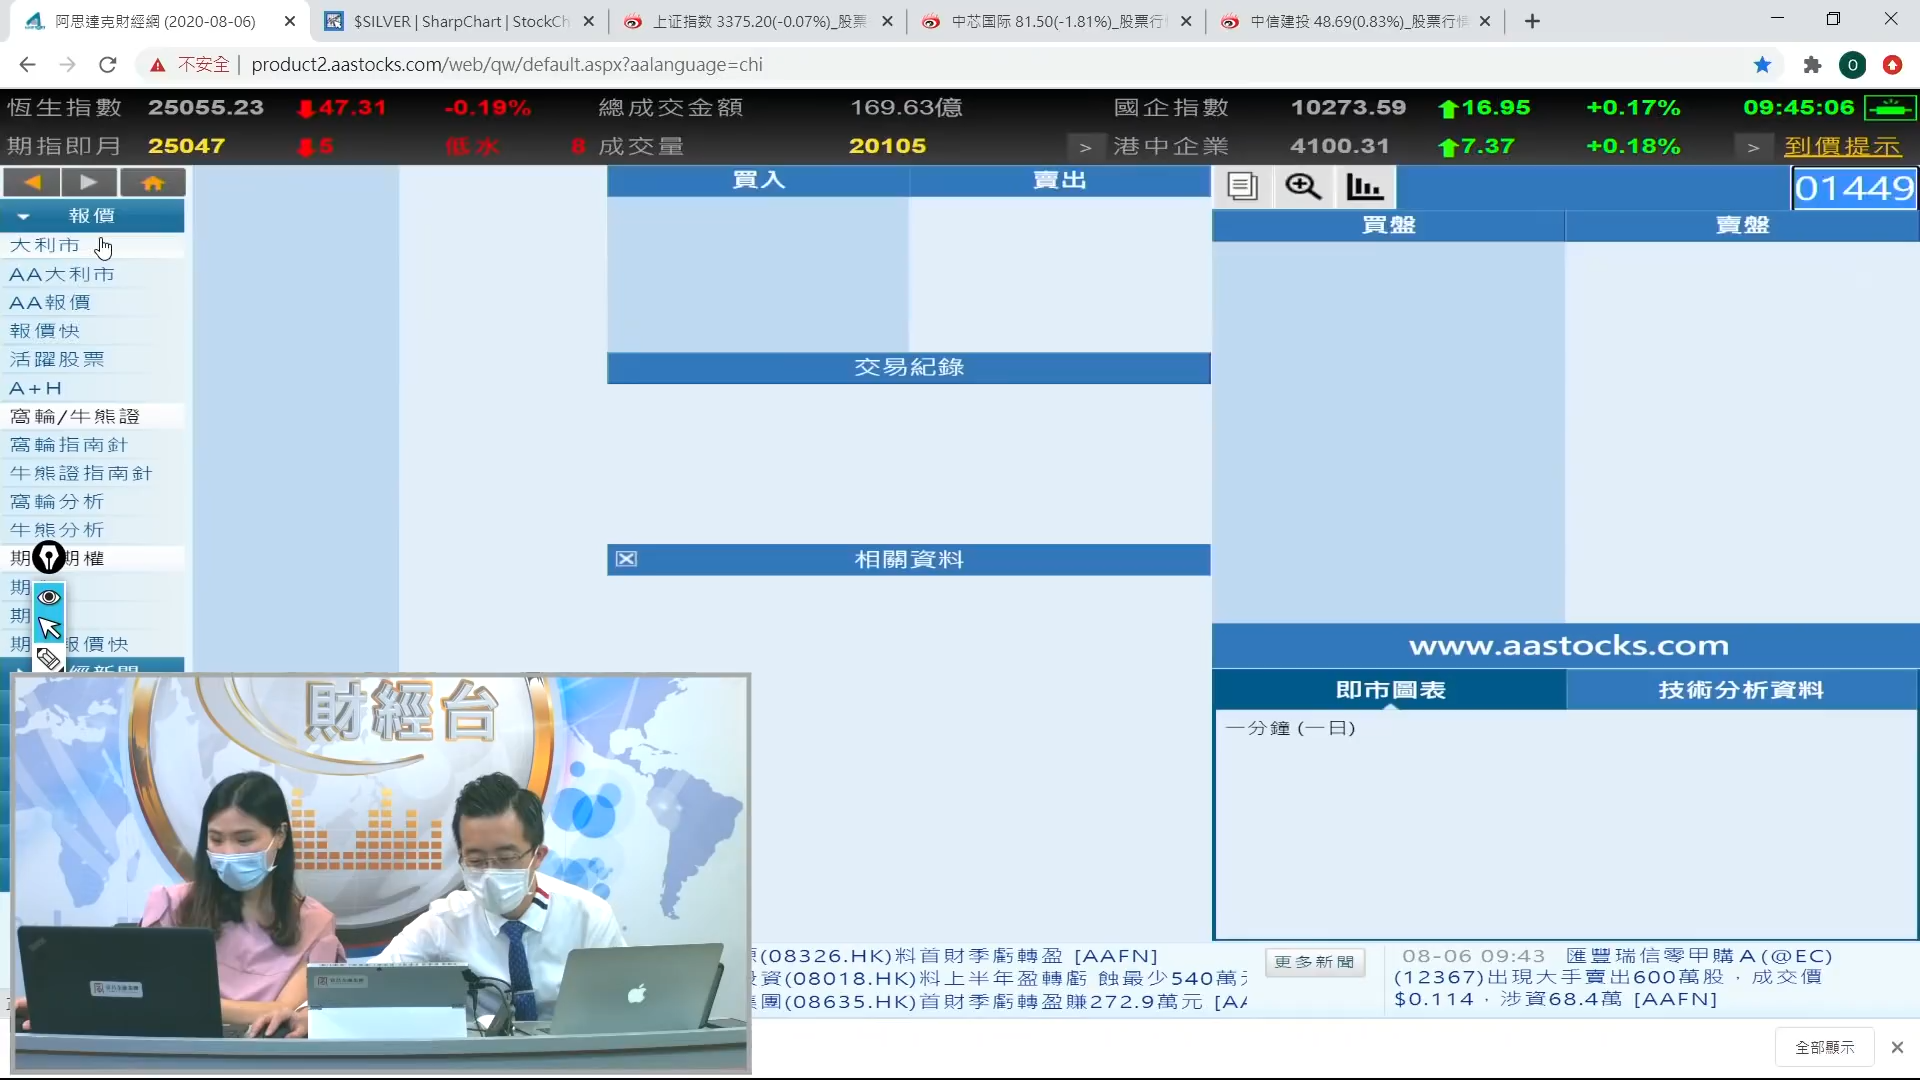 阿思達克財經網 (2020-08-06)
$SILVER | SharpChart | StockCh
上证指数 3375.20(-0.07%)_股票
中芯国际 81.50(-1.81%)_股票行
中信建投 48.69(0.83%)_股票行情
不安全 | product2.aastocks.com/web/qw/default.aspx?aalanguage=chi
O
恆生指數 25055.23 47.31 -0.19% 總成交金額 169.63億 國企指數 10273.59 16.95 +0.17% 09:45:06
期指即月 25047 5 低水 8 成交量 20105 > 港中企業 4100.31 7.37 +0.18% > 到價提示
報價
大利市
AA大利市
AA報價
報價快
活躍股票
A+H
窩輪/牛熊證
窩輪指南針
牛熊證指南針
窩輪分析
牛熊分析
期 期權
期
期
期 報價快
經新聞
買入 賣出
交易紀錄
相關資料
01449
買盤 賣盤
www.aastocks.com
即市圖表 技術分析資料
一分鐘 (一日)
財經台
(08326.HK)料首財季虧轉盈 [AAFN]
資(08018.HK)料上半年盈轉虧 蝕最少540萬
團(08635.HK)首財季虧轉盈賺272.9萬元 [AA
更多新聞
08-06 09:43 匯豐瑞信零甲購A(@EC)
(12367)出現大手賣出600萬股，成交價
$0.114，涉資68.4萬 [AAFN]
全部顯示